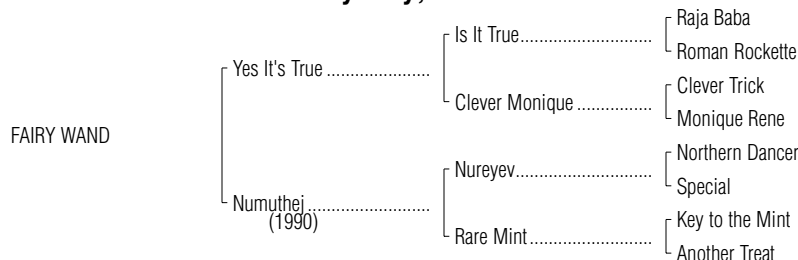 Is It True
Raja Baba
Roman Rockette
Yes It's True
Clever Monique
Clever Trick
Monique Rene
FAIRY WAND
Nureyev
Northern Dancer
Special
Numuthej
(1990)
Rare Mint
Key to the Mint
Another Treat